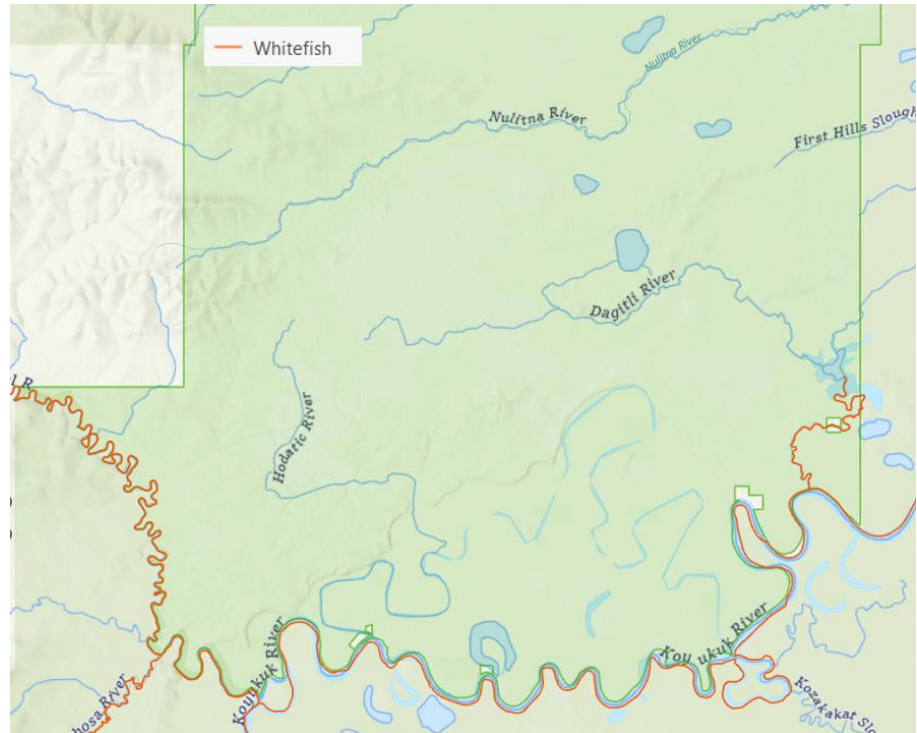 Whitefish
Nulitna River
Nulitna River
First Hills Slough
Dagitli River
l R
Hodatic River
Koyukuk River
Koyukuk River
hosa River
Kozakakat Slo